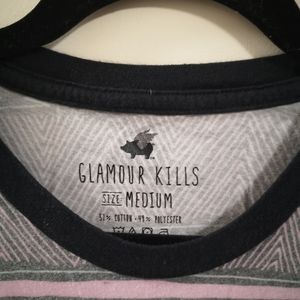 GLAMOUR KILLS
SIZE MEDIUM
51% COTTON • 49% POLYESTER